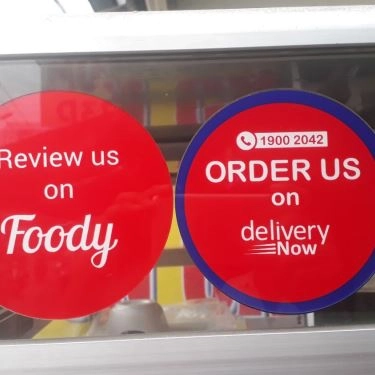 Review us
on
Foody
1900 2042
ORDER US
on
delivery
Now